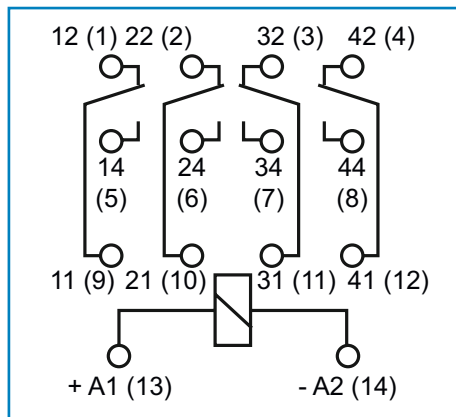 12 (1) 22 (2) 32 (3) 42 (4)
14 24 34 44
(5) (6) (7) (8)
11 (9) 21 (10) 31 (11) 41 (12)
+ A1 (13) - A2 (14)